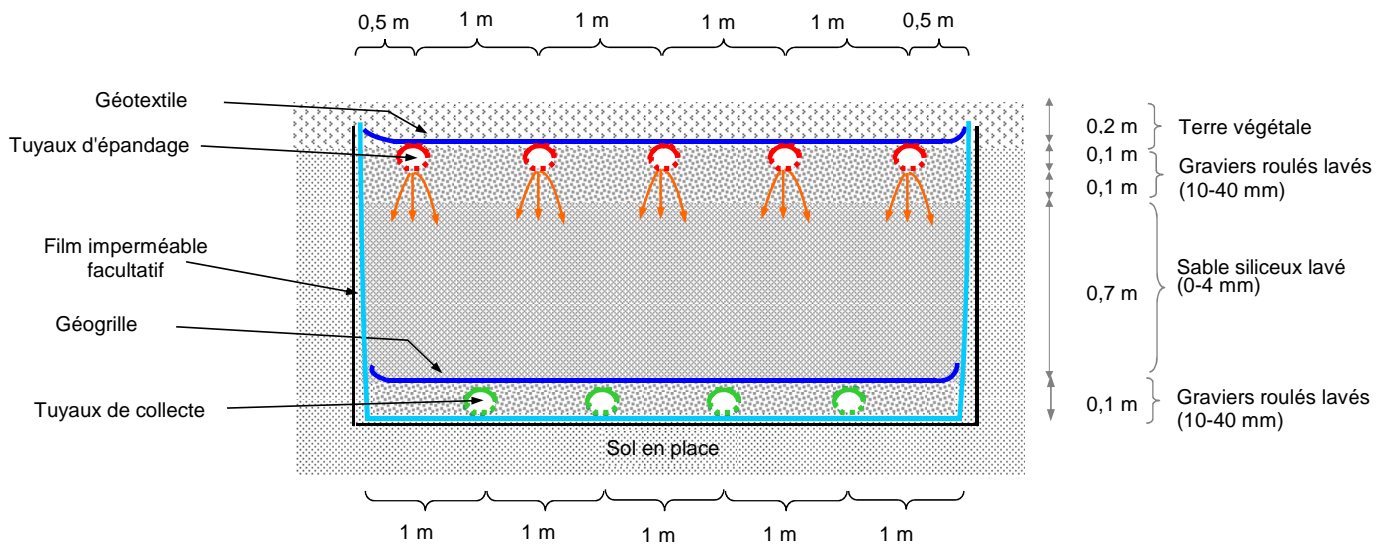 0,5 m 1 m 1 m 1 m 1 m 0,5 m
Géotextile
Tuyaux d'épandage
Film imperméable
facultatif
Géogrille
Tuyaux de collecte
0.2 m
Terre végétale
0,1 m
0,1 m
Graviers roulés lavés
(10-40 mm)
0,7 m
Sable siliceux lavé
(0-4 mm)
0,1 m
Graviers roulés lavés
(10-40 mm)
Sol en place
1 m 1 m 1 m 1 m 1 m